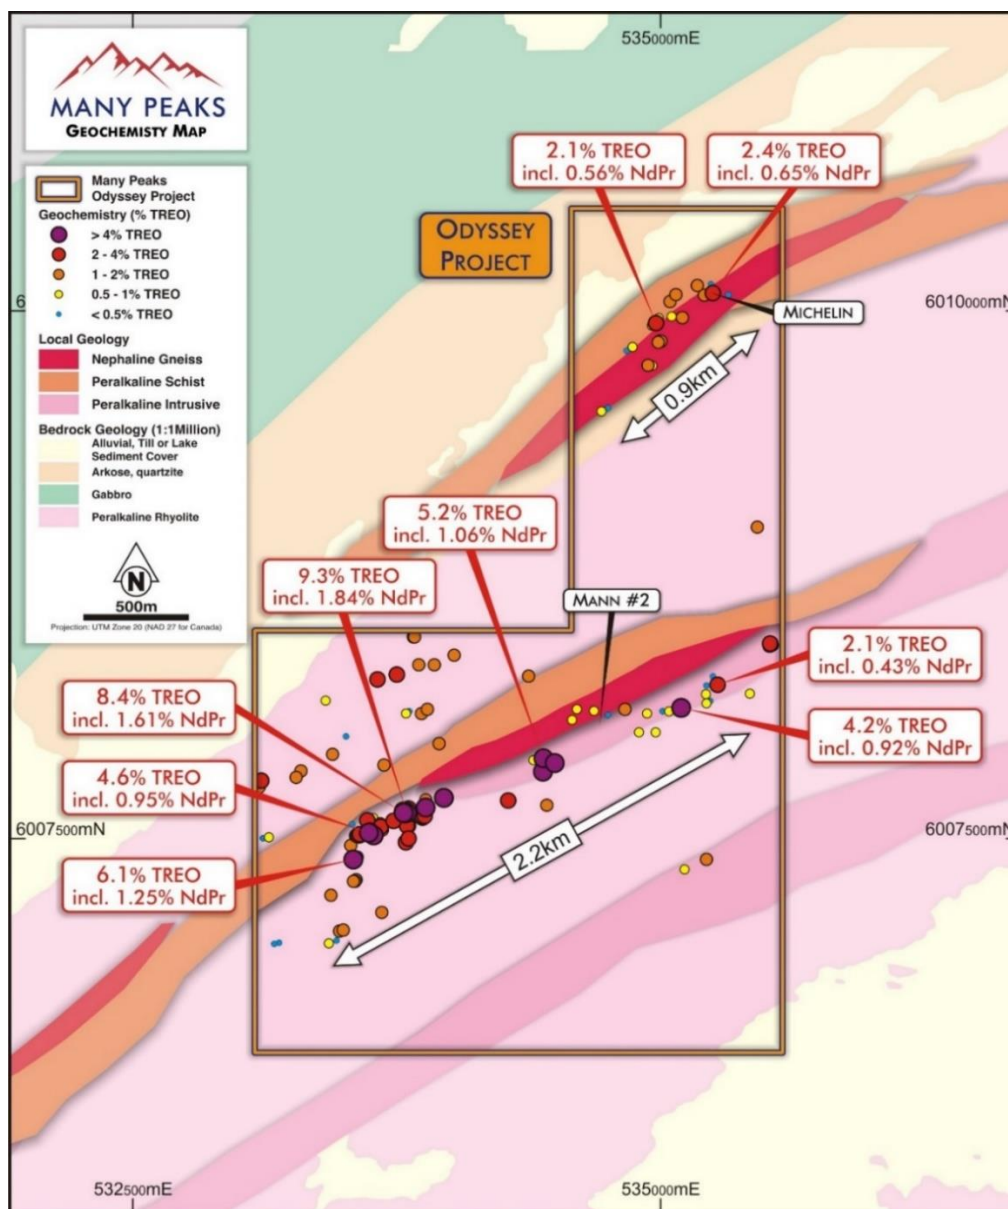 535000mE
MANY PEAKS
GEOCHEMISTY MAP
Many Peaks
Odyssey Project
Geochemistry (% TREO)
> 4% TREO
2 - 4% TREO
1 - 2% TREO
0.5 - 1% TREO
< 0.5% TREO
Local Geology
Nephaline Gneiss
Peralkaline Schist
Peralkaline Intrusive
Bedrock Geology (1:1Million)
Alluvial, Till or Lake
Sediment Cover
Arkose, quartzite
Gabbro
Peralkaline Rhyolite
N
500m
Projection: UTM Zone 20 (NAD 27 for Canada)
2.1% TREO
incl. 0.56% NdPr
2.4% TREO
incl. 0.65% NdPr
ODYSSEY
PROJECT
6
6010000mN
MICHELIN
0.9km
5.2% TREO
incl. 1.06% NdPr
9.3% TREO
incl. 1.84% NdPr
MANN #2
2.1% TREO
incl. 0.43% NdPr
8.4% TREO
incl. 1.61% NdPr
4.2% TREO
incl. 0.92% NdPr
4.6% TREO
incl. 0.95% NdPr
6007500mN
6007500mN
2.2km
6.1% TREO
incl. 1.25% NdPr
532500mE
535000mE